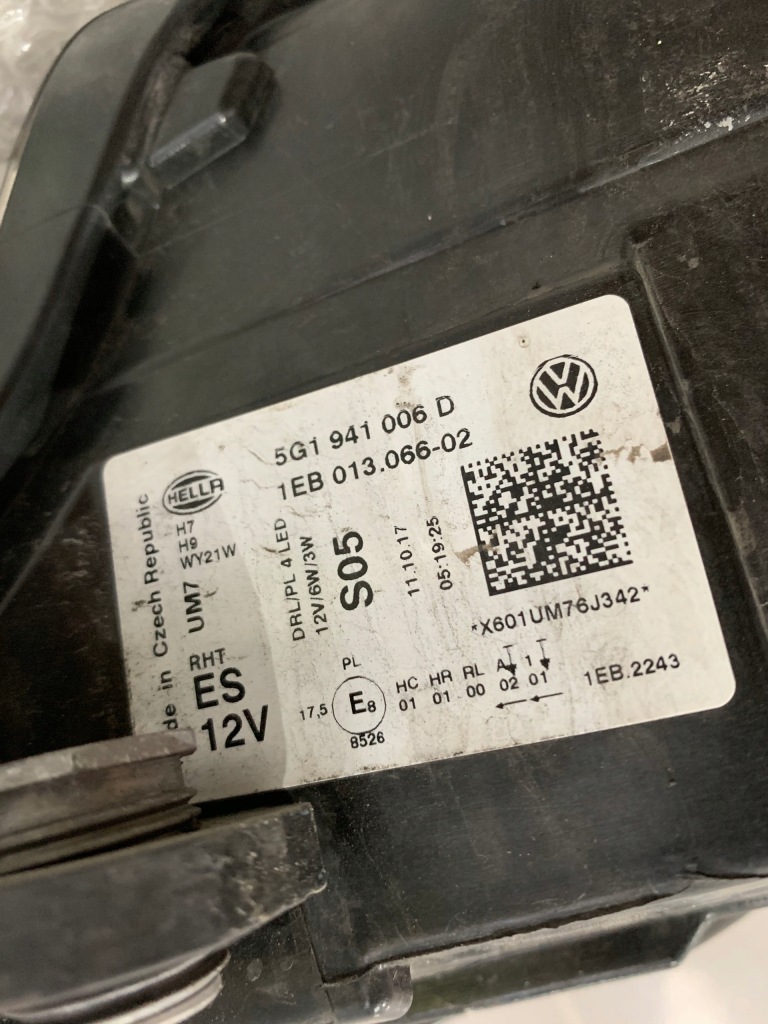 5G1 941 006 D
1EB 013.066-02
HELLA
H7
H9
WY21W
DRL/PL 4 LED
12V/6W/3W
S05
11.10.17
05:19:25
de in Czech Republic
UM7
*X601UM76J342*
RHT
ES
12V
PL
17,5
E8
8526
HC HR RL A 1
01 01 00 02 01
1EB.2243